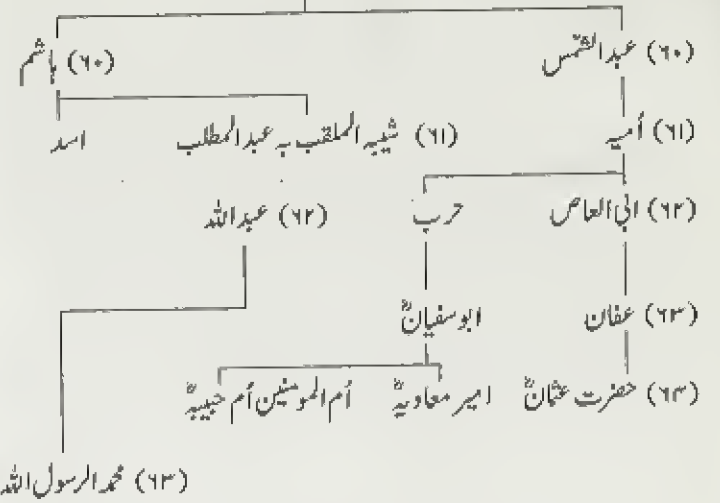 (۶۰) عبدالشمس (۶۰) ہاشم
(۶۱) اُمیہ (۶۱) شیبہ الملقب بہ عبدالمطلب اسد
(۶۲) ابی العاص حرب (۶۲) عبداللہ
(۶۳) عفان ابوسفیانؓ
(۶۴) حضرت عثمانؓ امیر معاویہؓ اُم المومنین اُم حبیبہؓ
(۶۳) محمد الرسول اللہ